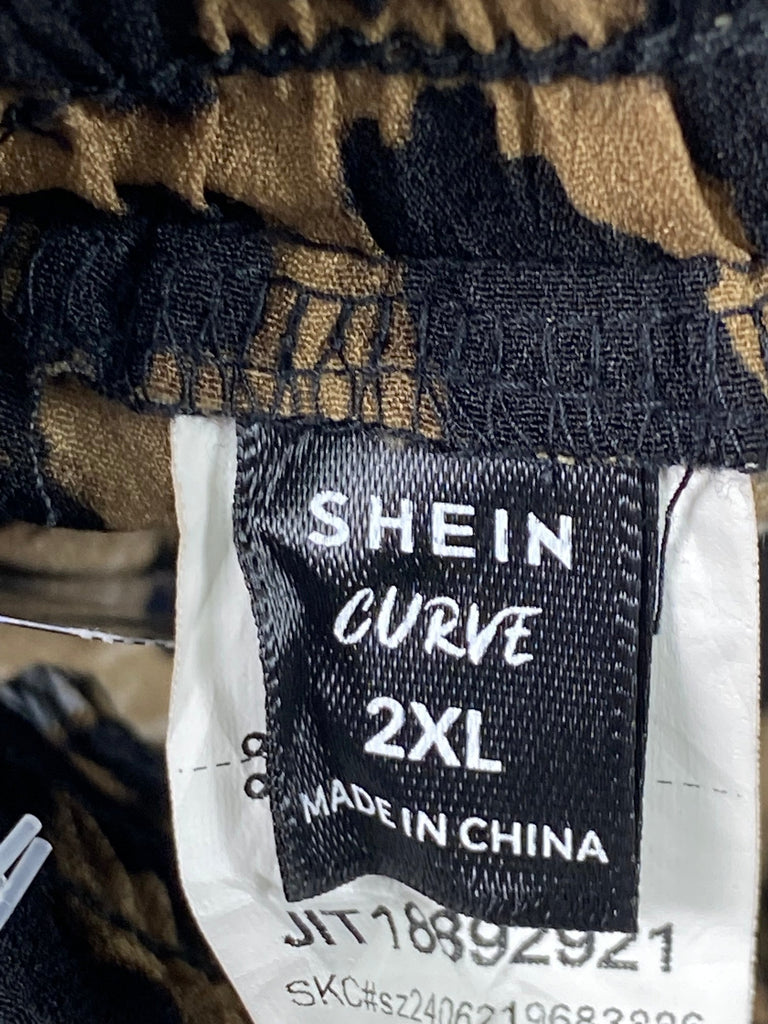 SHEIN
CURVE
2XL
MADE IN CHINA
JIT18892921